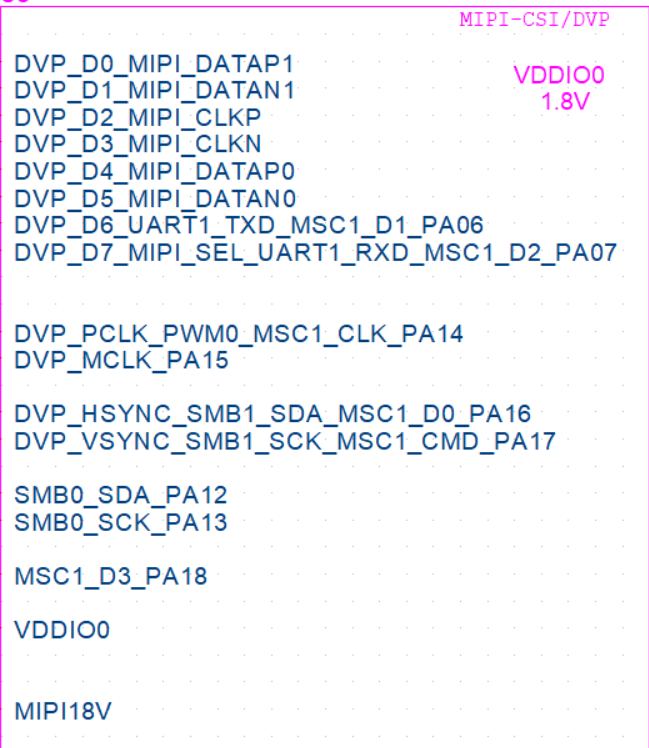 MIPI-CSI/DVP
DVP_D0_MIPI_DATAP1
VDDIO0
DVP_D1_MIPI_DATAN1
1.8V
DVP_D2_MIPI_CLKP
DVP_D3_MIPI_CLKN
DVP_D4_MIPI_DATAP0
DVP_D5_MIPI_DATAN0
DVP_D6_UART1_TXD_MSC1_D1_PA06
DVP_D7_MIPI_SEL_UART1_RXD_MSC1_D2_PA07
DVP_PCLK_PWM0_MSC1_CLK_PA14
DVP_MCLK_PA15
DVP_HSYNC_SMB1_SDA_MSC1_D0_PA16
DVP_VSYNC_SMB1_SCK_MSC1_CMD_PA17
SMB0_SDA_PA12
SMB0_SCK_PA13
MSC1_D3_PA18
VDDIO0
MIPI18V